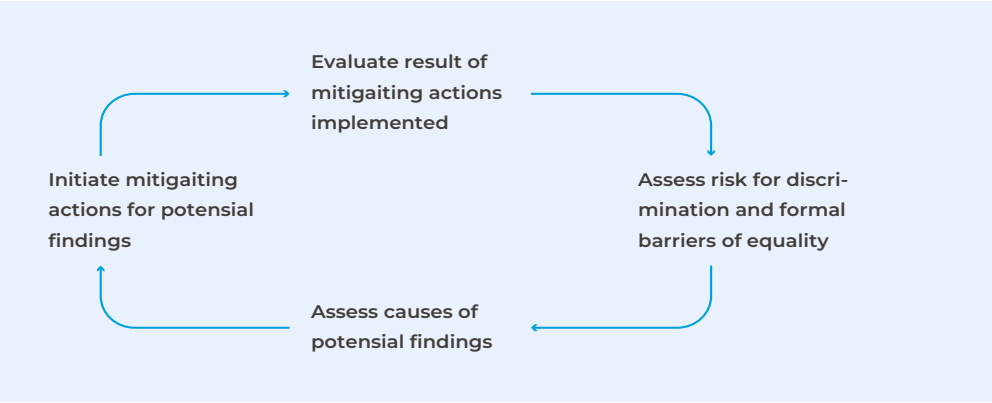 Evaluate result of
mitigaiting actions
implemented
Initiate mitigaiting
actions for potensial
findings
Assess risk for discri-
mination and formal
barriers of equality
Assess causes of
potensial findings